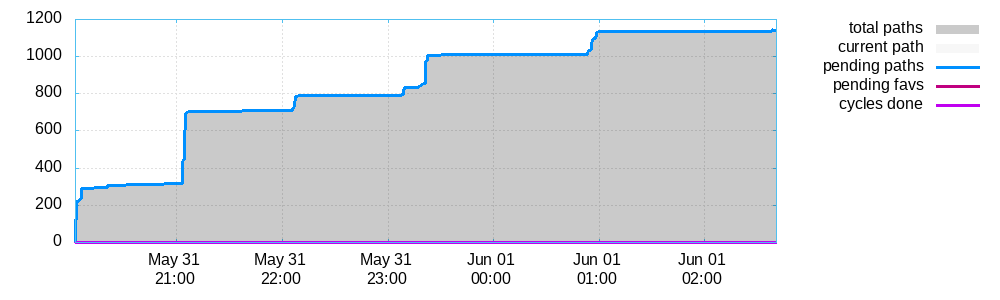 1200
1000
800
600
400
200
0
May 31 May 31 May 31 Jun 01 Jun 01 Jun 01
21:00 22:00 23:00 00:00 01:00 02:00
total paths
current path
pending paths
pending favs
cycles done